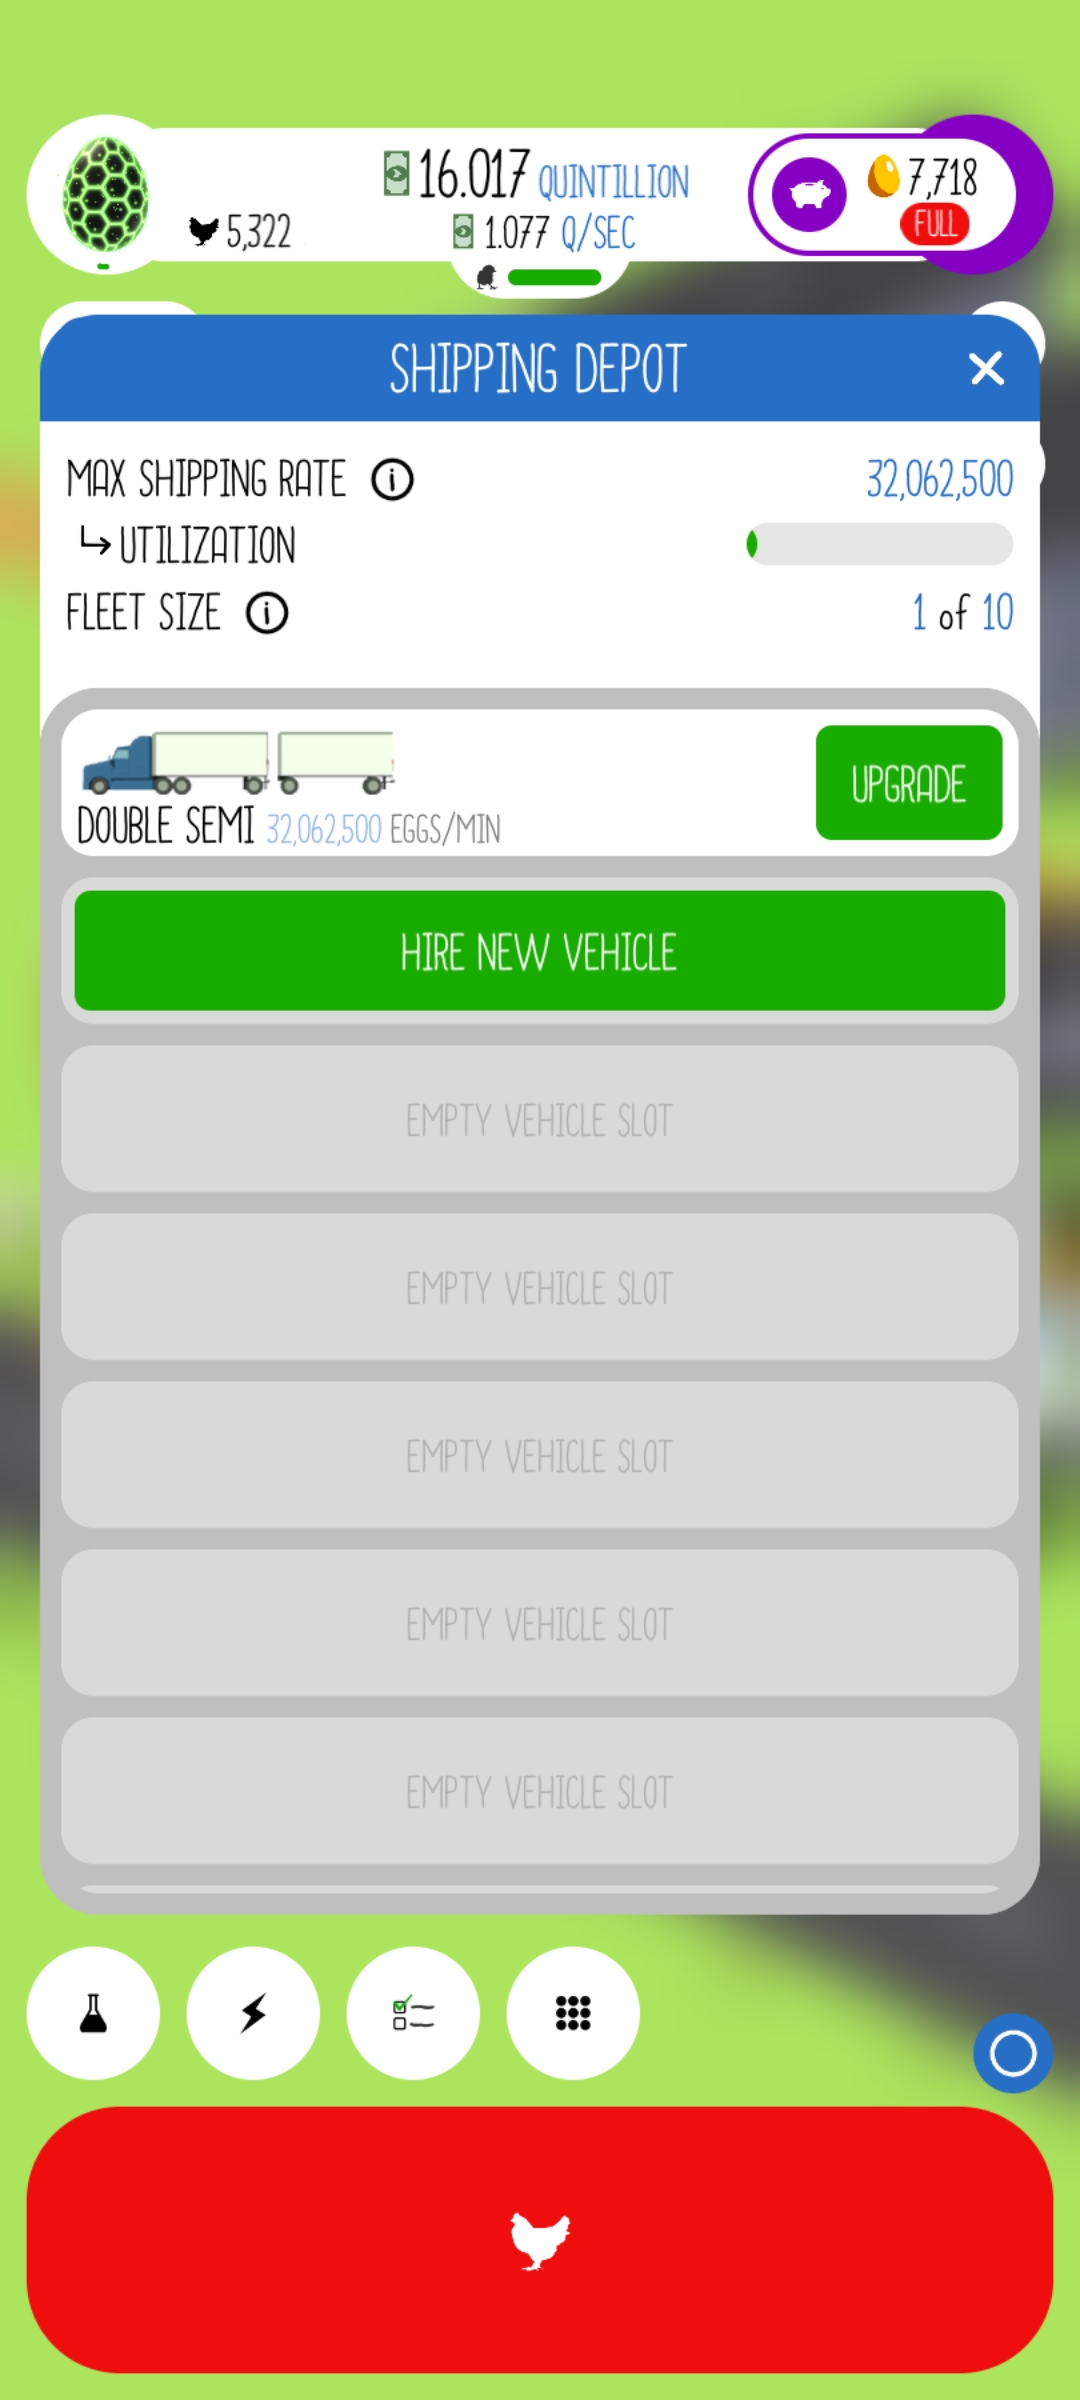 16.017 QUINTILLION
7,718
5,322
1.077 Q/SEC
FULL
SHIPPING DEPOT
MAX SHIPPING RATE 32,062,500
UTILIZATION
FLEET SIZE 1 of 10
DOUBLE SEMI 32,062,500 EGGS/MIN
UPGRADE
HIRE NEW VEHICLE
EMPTY VEHICLE SLOT
EMPTY VEHICLE SLOT
EMPTY VEHICLE SLOT
EMPTY VEHICLE SLOT
EMPTY VEHICLE SLOT